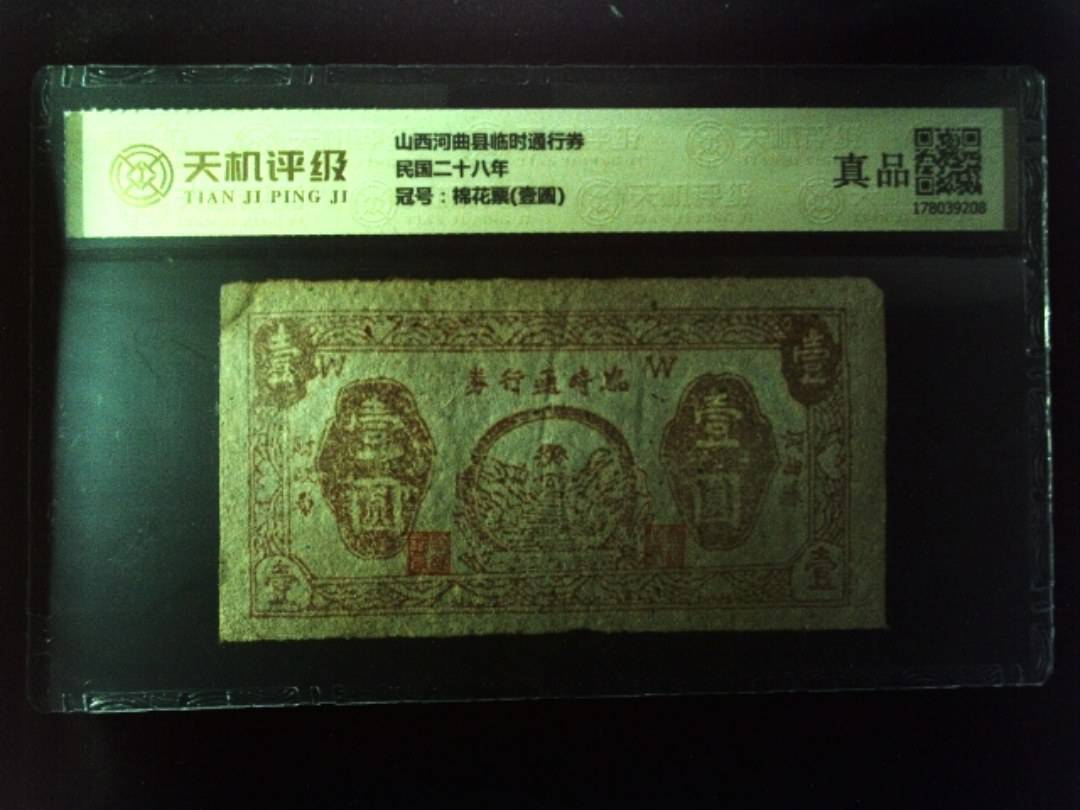 天机评级
TIAN JI PING JI
山西河曲县临时通行券
民国二十八年
冠号：棉花票(壹圆)
真品
178039208
壹
壹
W
W
券行通時臨
壹圓
壹圓
壹
壹